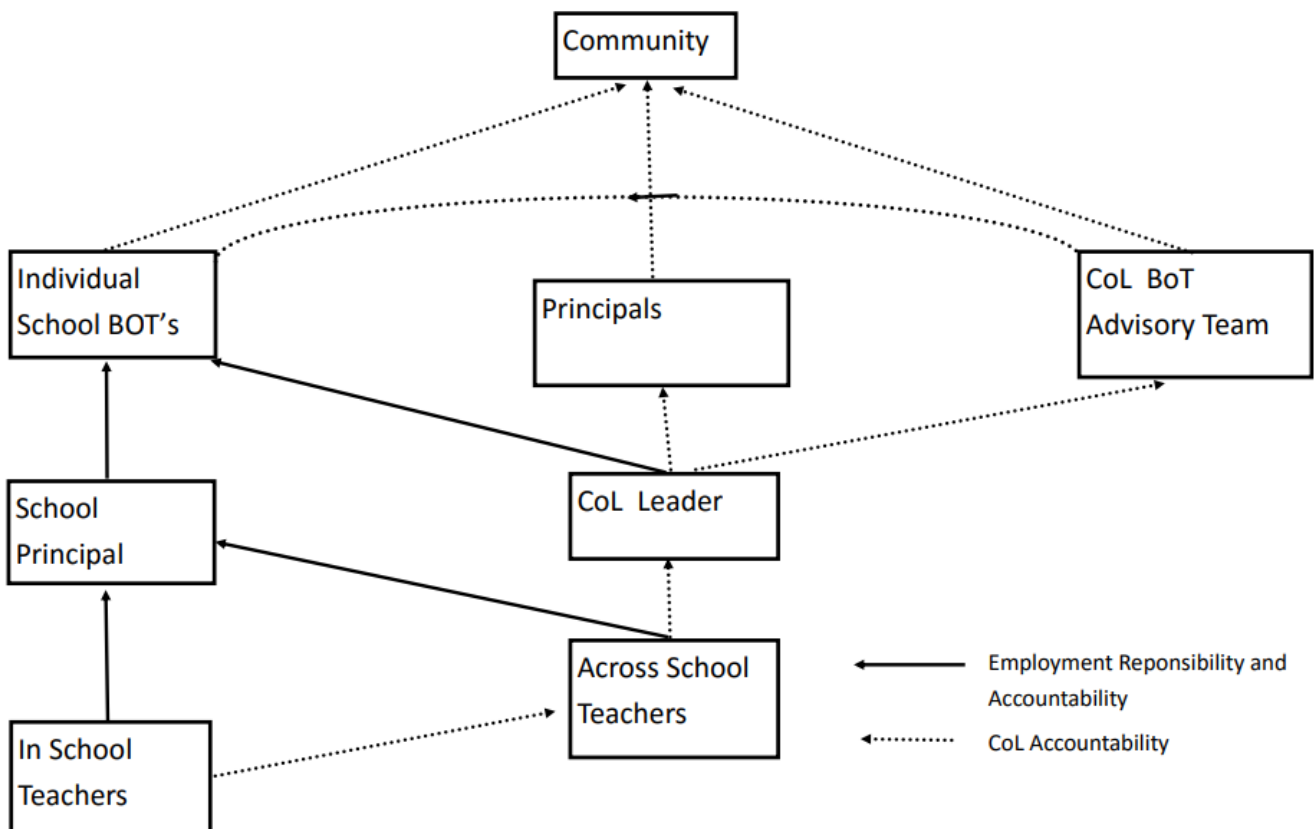 Community
Individual
School BOT's
Principals
CoL  BoT
Advisory Team
School
Principal
CoL  Leader
Across School
Teachers
In School
Teachers
Employment Reponsibility and
Accountability
CoL Accountability